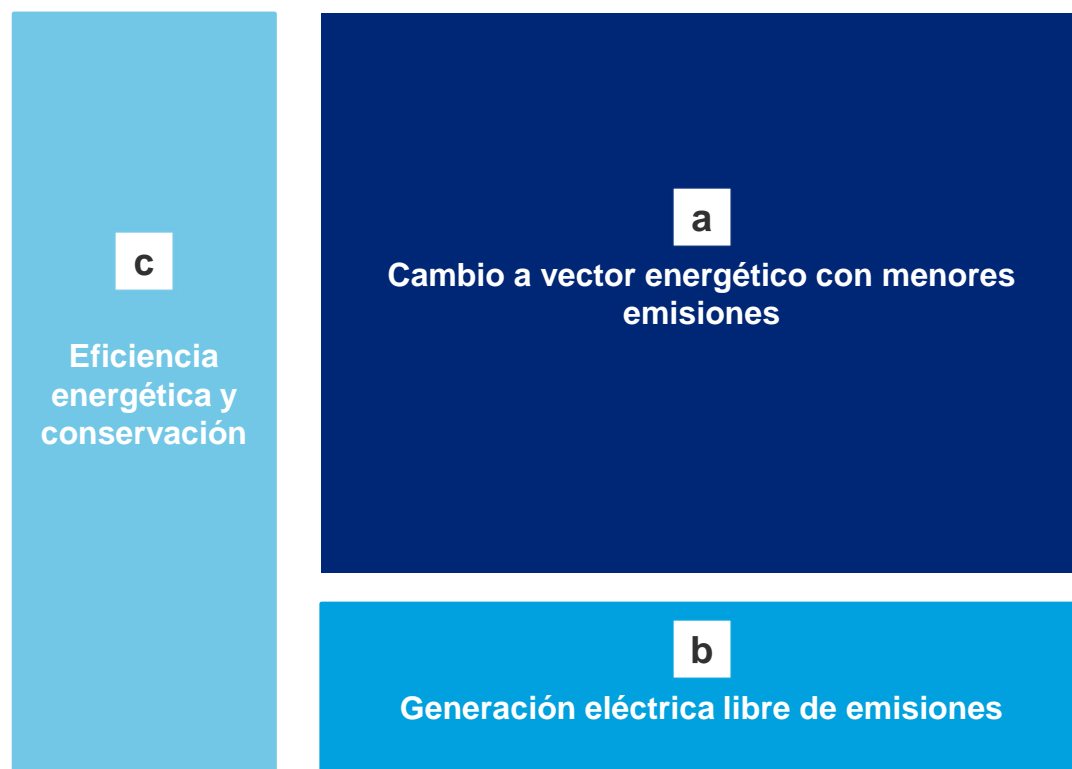 c
Eficiencia
energética y
conservación
a
Cambio a vector energético con menores
emisiones
b
Generación eléctrica libre de emisiones